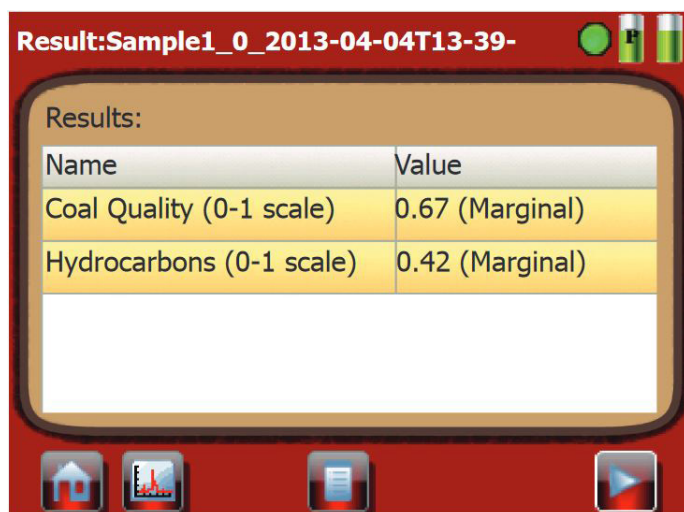 Result:Sample1_0_2013-04-04T13-39-
P
Results:
Name Value
Coal Quality (0-1 scale) 0.67 (Marginal)
Hydrocarbons (0-1 scale) 0.42 (Marginal)